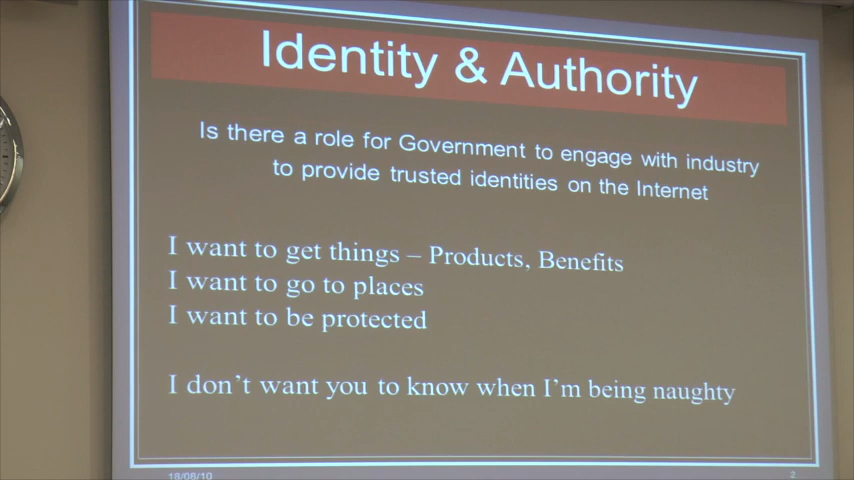 Identity & Authority
Is there a role for Government to engage with industry
to provide trusted identities on the Internet
I want to get things – Products, Benefits
I want to go to places
I want to be protected
I don't want you to know when I'm being naughty
18/06/10
2